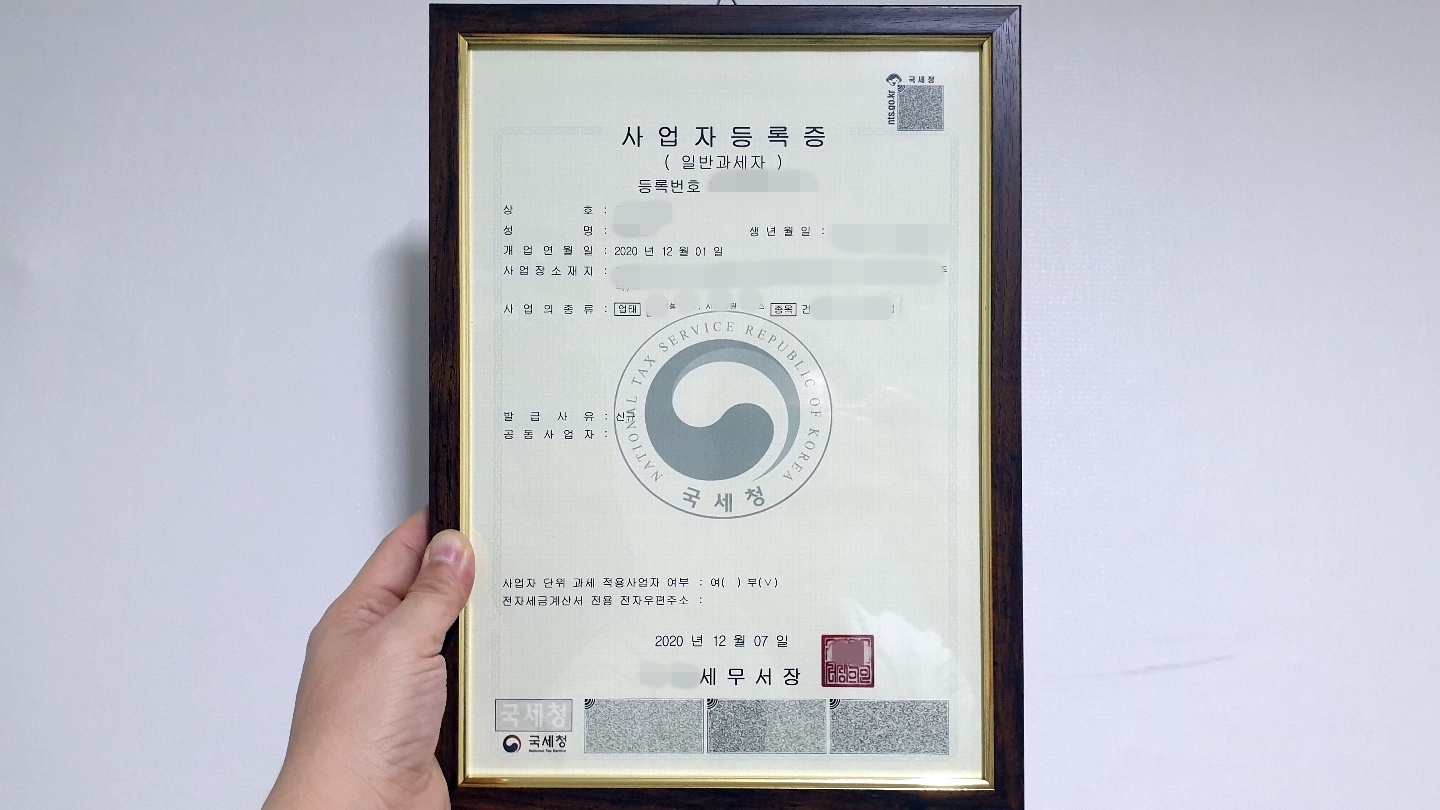 국세청
nts.go.kr
사업자등록증
( 일반과세자 )
등록번호
상 호 :
성 명 : 생년월일 :
개업연월일 : 2020 년 12 월 01 일
사업장소재지 :
사업의종류 : 업태 종목 건
NATIONAL TAX SERVICE REPUBLIC OF KOREA
발급사유 : 신규
공동사업자 :
국세청
사업자 단위 과세 적용사업자 여부 : 여( ) 부(∨)
전자세금계산서 전용 전자우편주소 :
2020 년 12 월 07 일
세무서장
국세청
국세청
National Tax Service